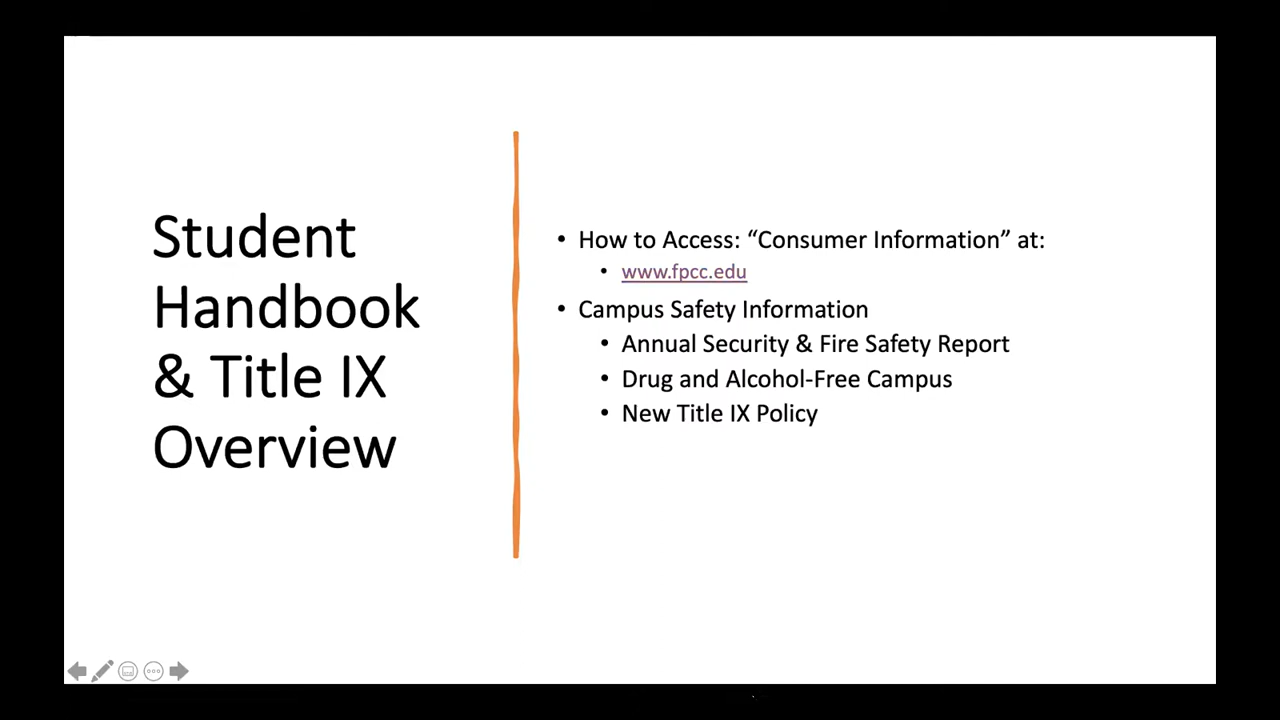 Student
Handbook
& Title IX
Overview
• How to Access: “Consumer Information” at:
• www.fpcc.edu
• Campus Safety Information
• Annual Security & Fire Safety Report
• Drug and Alcohol-Free Campus
• New Title IX Policy